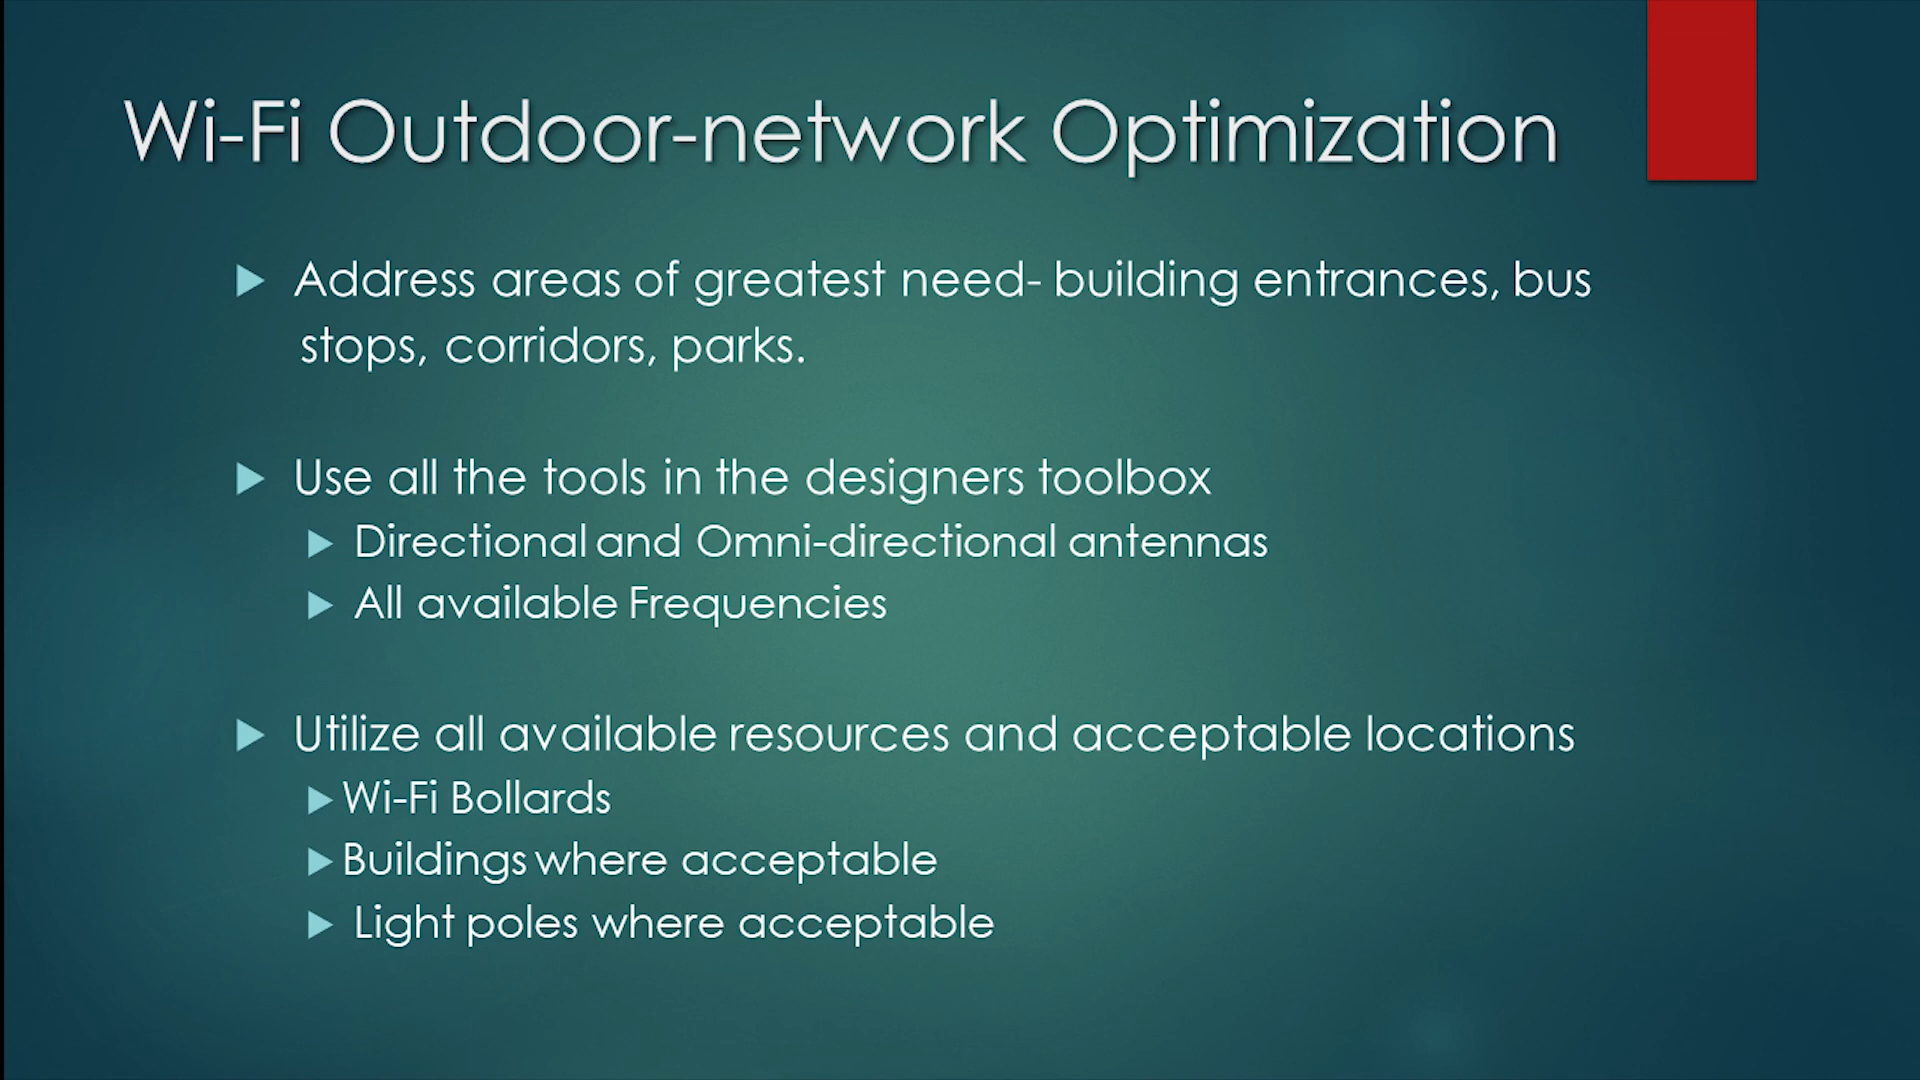 Wi-Fi Outdoor-network Optimization
Address areas of greatest need- building entrances, bus
stops, corridors, parks.
Use all the tools in the designers toolbox
Directional and Omni-directional antennas
All available Frequencies
Utilize all available resources and acceptable locations
Wi-Fi Bollards
Buildings where acceptable
Light poles where acceptable